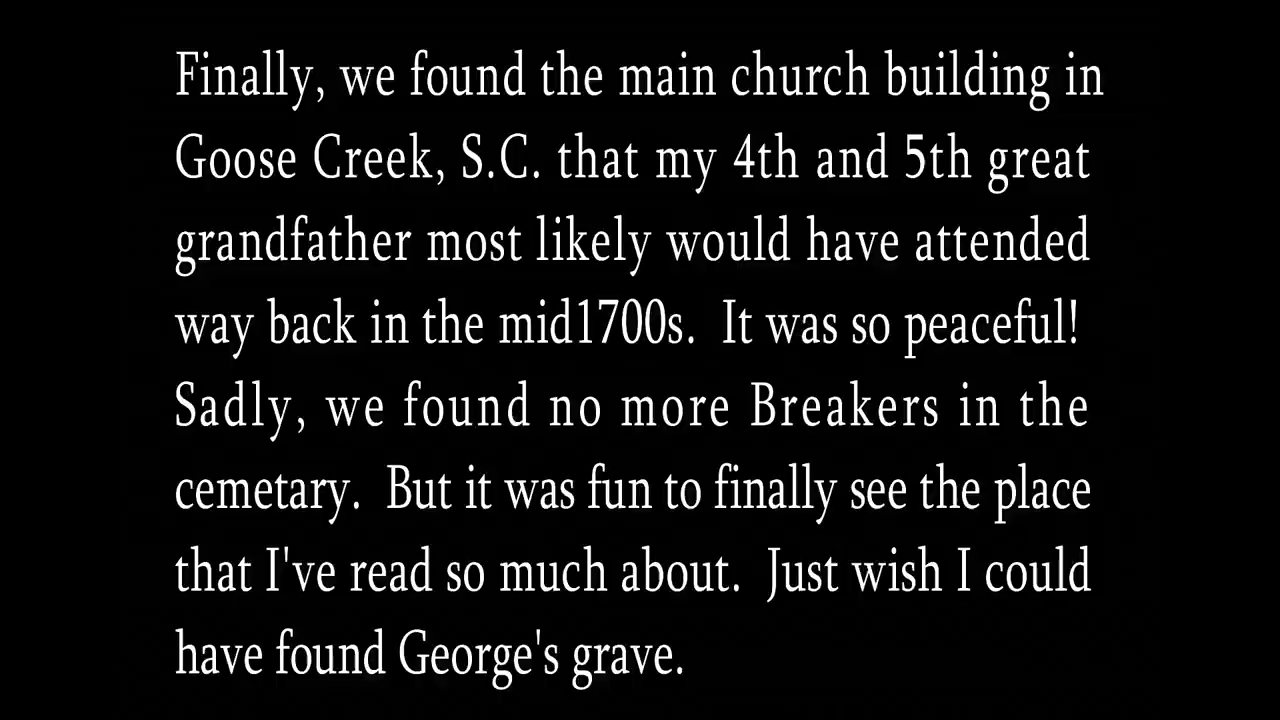 Finally, we found the main church building in
Goose Creek, S.C. that my 4th and 5th great
grandfather most likely would have attended
way back in the mid1700s.  It was so peaceful!
Sadly, we found no more Breakers in the
cemetary.  But it was fun to finally see the place
that I've read so much about.  Just wish I could
have found George's grave.